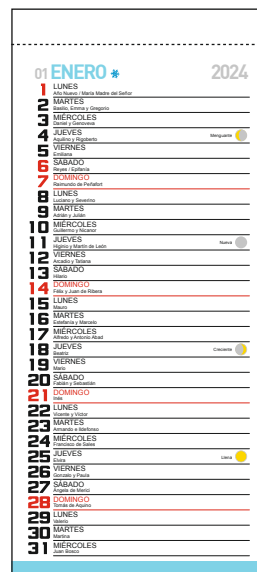 01 ENERO * 2024
1 LUNES
Año Nuevo / María Madre del Señor
2 MARTES
Basilio, Emma y Gregorio
3 MIÉRCOLES
Daniel y Genoveva
4 JUEVES
Aquilino y Rigoberto
Menguante
5 VIERNES
Emiliana
6 SÁBADO
Reyes / Epifanía
7 DOMINGO
Raimundo de Peñafort
8 LUNES
Luciano y Severino
9 MARTES
Adrián y Julián
10 MIÉRCOLES
Guillermo y Nicanor
11 JUEVES
Higinio y Martín de León
Nueva
12 VIERNES
Arcadio y Tatiana
13 SÁBADO
Hilario
14 DOMINGO
Félix y Juan de Ribera
15 LUNES
Mauro
16 MARTES
Estefanía y Marcelo
17 MIÉRCOLES
Alfredo y Antonio Abad
18 JUEVES
Beatriz
Creciente
19 VIERNES
Mario
20 SÁBADO
Fabián y Sebastián
21 DOMINGO
Inés
22 LUNES
Vicente y Víctor
23 MARTES
Armando e Ildefonso
24 MIÉRCOLES
Francisco de Sales
25 JUEVES
Elvira
Llena
26 VIERNES
Gonzalo y Paula
27 SÁBADO
Ángela de Merici
28 DOMINGO
Tomás de Aquino
29 LUNES
Valerio
30 MARTES
Martina
31 MIÉRCOLES
Juan Bosco